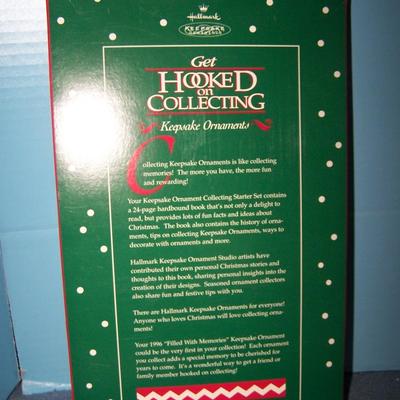 Hallmark
KEEPSAKE
ORNAMENTS
Get
HOOKED
on
COLLECTING
Keepsake Ornaments
Collecting Keepsake Ornaments is like collecting
memories! The more you have, the more fun
and rewarding!
Your Keepsake Ornament Collecting Starter Set contains
a 24-page hardbound book that's not only a delight to
read, but provides lots of fun facts and ideas about
Christmas. The book also contains the history of orna-
ments, tips on collecting Keepsake Ornaments, ways to
decorate with ornaments and more.
Hallmark Keepsake Ornament Studio artists have
contributed their own personal Christmas stories and
thoughts to this book, sharing personal insights into the
creation of their designs. Seasoned ornament collectors
also share fun and festive tips with you.
There are Hallmark Keepsake Ornaments for everyone!
Anyone who loves Christmas will love collecting orna-
ments!
Your 1996 "Filled With Memories" Keepsake Ornament
could be the very first in your collection! Each ornament
you collect adds a special memory to be cherished for
years to come. It's a wonderful way to get a friend or
family member hooked on collecting!